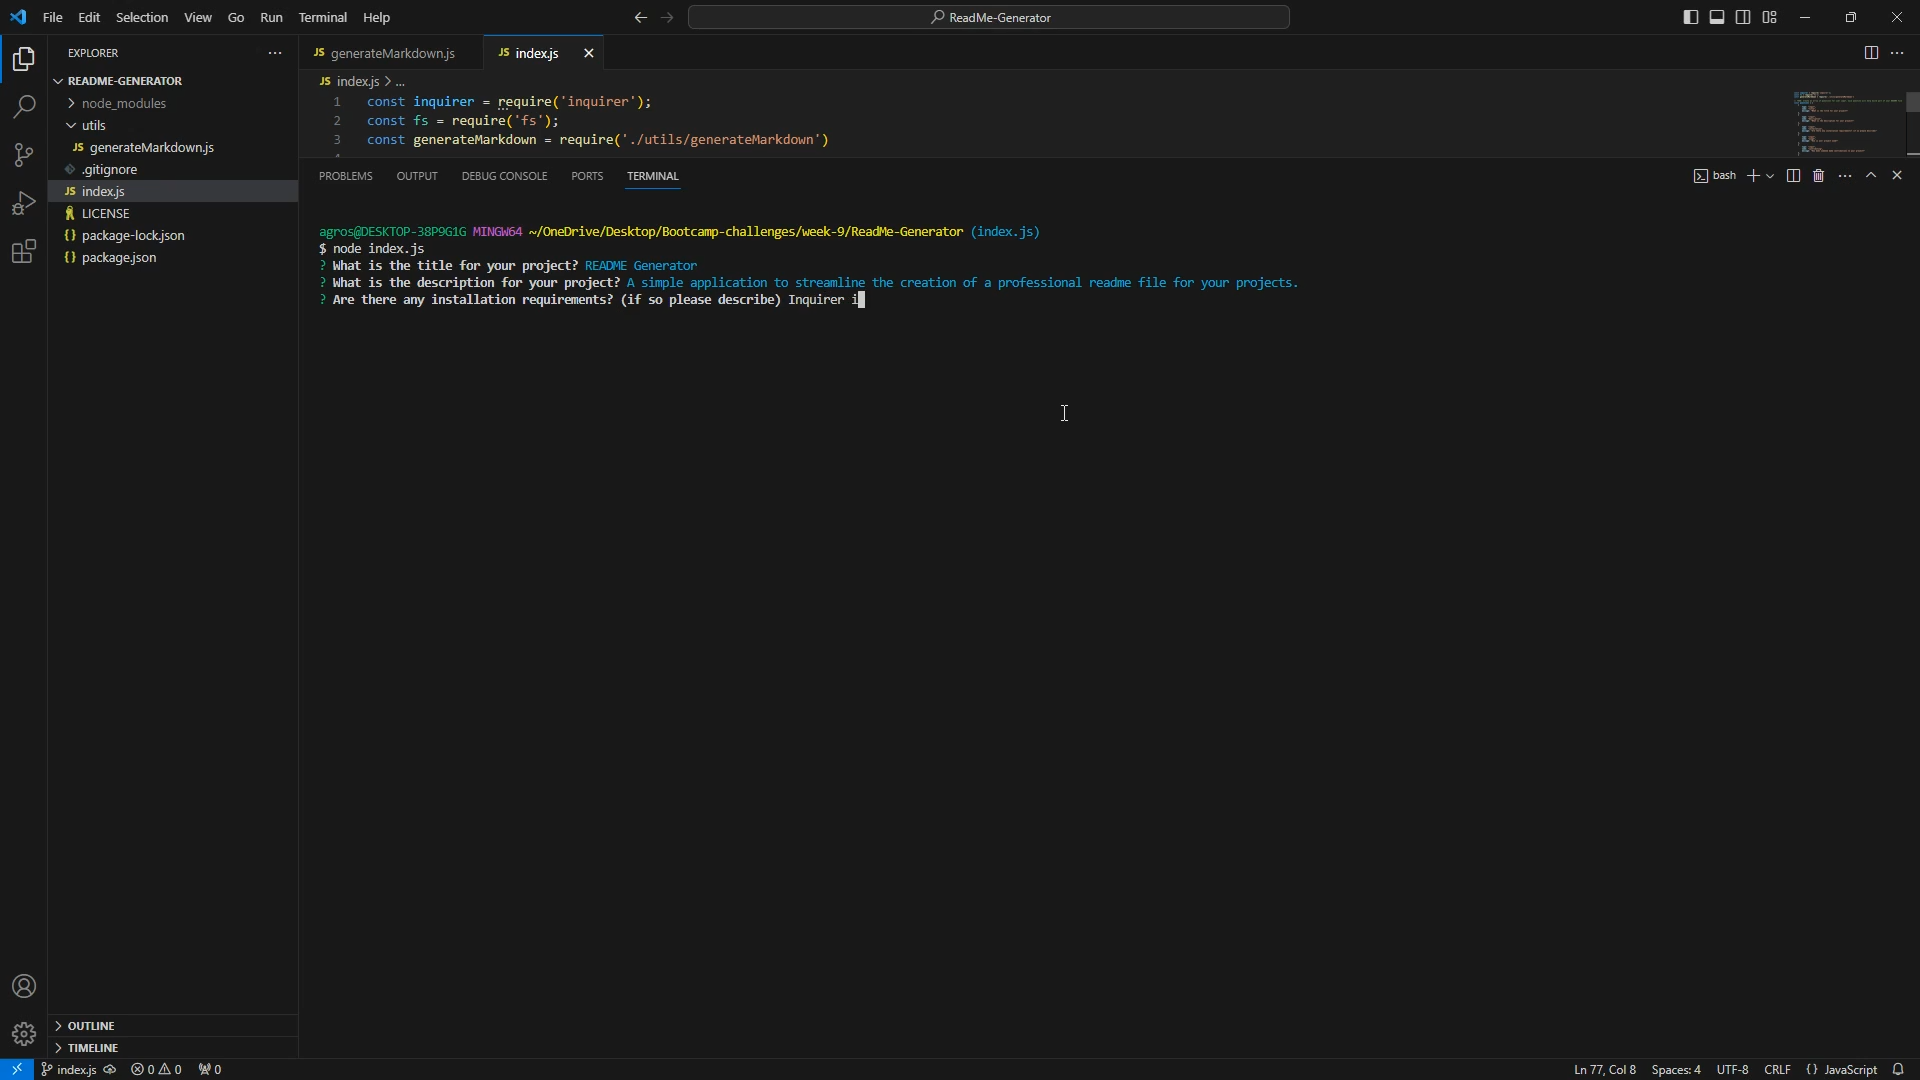 File Edit Selection View Go Run Terminal Help
ReadMe-Generator
EXPLORER
README-GENERATOR
node_modules
utils
JS generateMarkdown.js
.gitignore
JS index.js
LICENSE
{} package-lock.json
{} package.json
OUTLINE
TIMELINE
JS generateMarkdown.js
JS index.js
JS index.js > ...
1 const inquirer = require('inquirer');
2 const fs = require('fs');
3 const generateMarkdown = require('./utils/generateMarkdown')
PROBLEMS OUTPUT DEBUG CONSOLE PORTS TERMINAL
bash
agros@DESKTOP-38P9G1G MINGW64 ~/OneDrive/Desktop/Bootcamp-challenges/week-9/ReadMe-Generator (index.js)
$ node index.js
? What is the title for your project? README Generator
? What is the description for your project? A simple application to streamline the creation of a professional readme file for your projects.
? Are there any installation requirements? (if so please describe) Inquirer i
index.js 0 0 0
Ln 77, Col 8 Spaces: 4 UTF-8 CRLF {} JavaScript